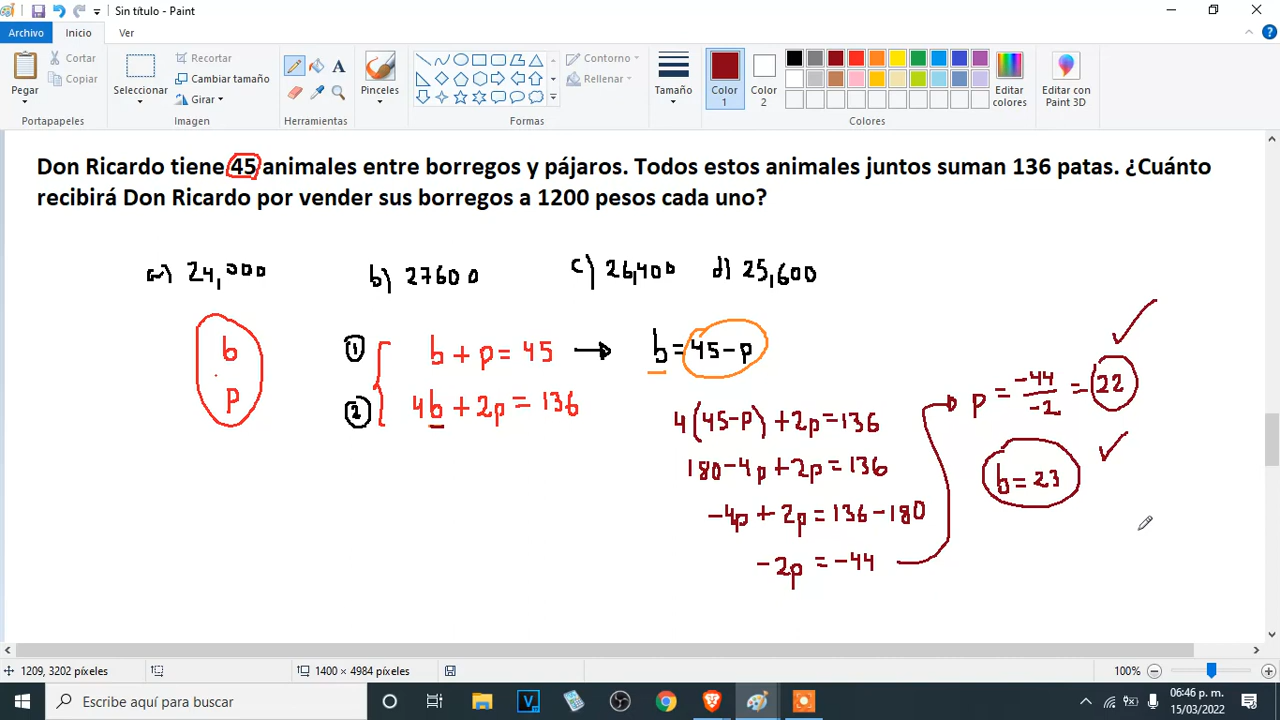 Sin título - Paint
Archivo Inicio Ver
Pegar Cortar Copiar Seleccionar Recortar Cambiar tamaño Girar Pinceles Contorno Rellenar Tamaño Color 1 Color 2 Editar colores Editar con Paint 3D
Portapapeles Imagen Herramientas Formas Colores
Don Ricardo tiene 45 animales entre borregos y pájaros. Todos estos animales juntos suman 136 patas. ¿Cuánto
recibirá Don Ricardo por vender sus borregos a 1200 pesos cada uno?
a) 24,000 b) 27600 c) 26,400 d) 25,600
b
p
① b + p = 45 → b = 45 - p
② 4b + 2p = 136
4(45-p) + 2p = 136
180 - 4p + 2p = 136
-4p + 2p = 136 - 180
-2p = -44
p = -44/-2 = 22
b = 23
1209, 3202 píxeles 1400 × 4984 píxeles 100%
Escribe aquí para buscar
06:46 p. m.
15/03/2022